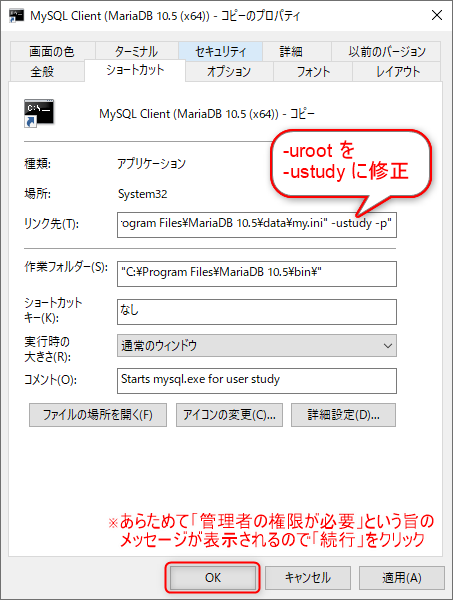 MySQL Client (MariaDB 10.5 (x64)) - コピーのプロパティ
画面の色 ターミナル セキュリティ 詳細 以前のバージョン
全般 ショートカット オプション フォント レイアウト
C:\
MySQL Client (MariaDB 10.5 (x64)) - コピー
-uroot を
-ustudy に修正
種類: アプリケーション
場所: System32
リンク先(T): rogram Files¥MariaDB 10.5¥data¥my.ini" -ustudy -p"
作業フォルダー(S): "C:¥Program Files¥MariaDB 10.5¥bin¥"
ショートカット
キー(K): なし
実行時の
大きさ(R): 通常のウィンドウ
コメント(O): Starts mysql.exe for user study
ファイルの場所を開く(F) アイコンの変更(C)... 詳細設定(D)...
※あらためて「管理者の権限が必要」という旨の
メッセージが表示されるので「続行」をクリック
OK キャンセル 適用(A)